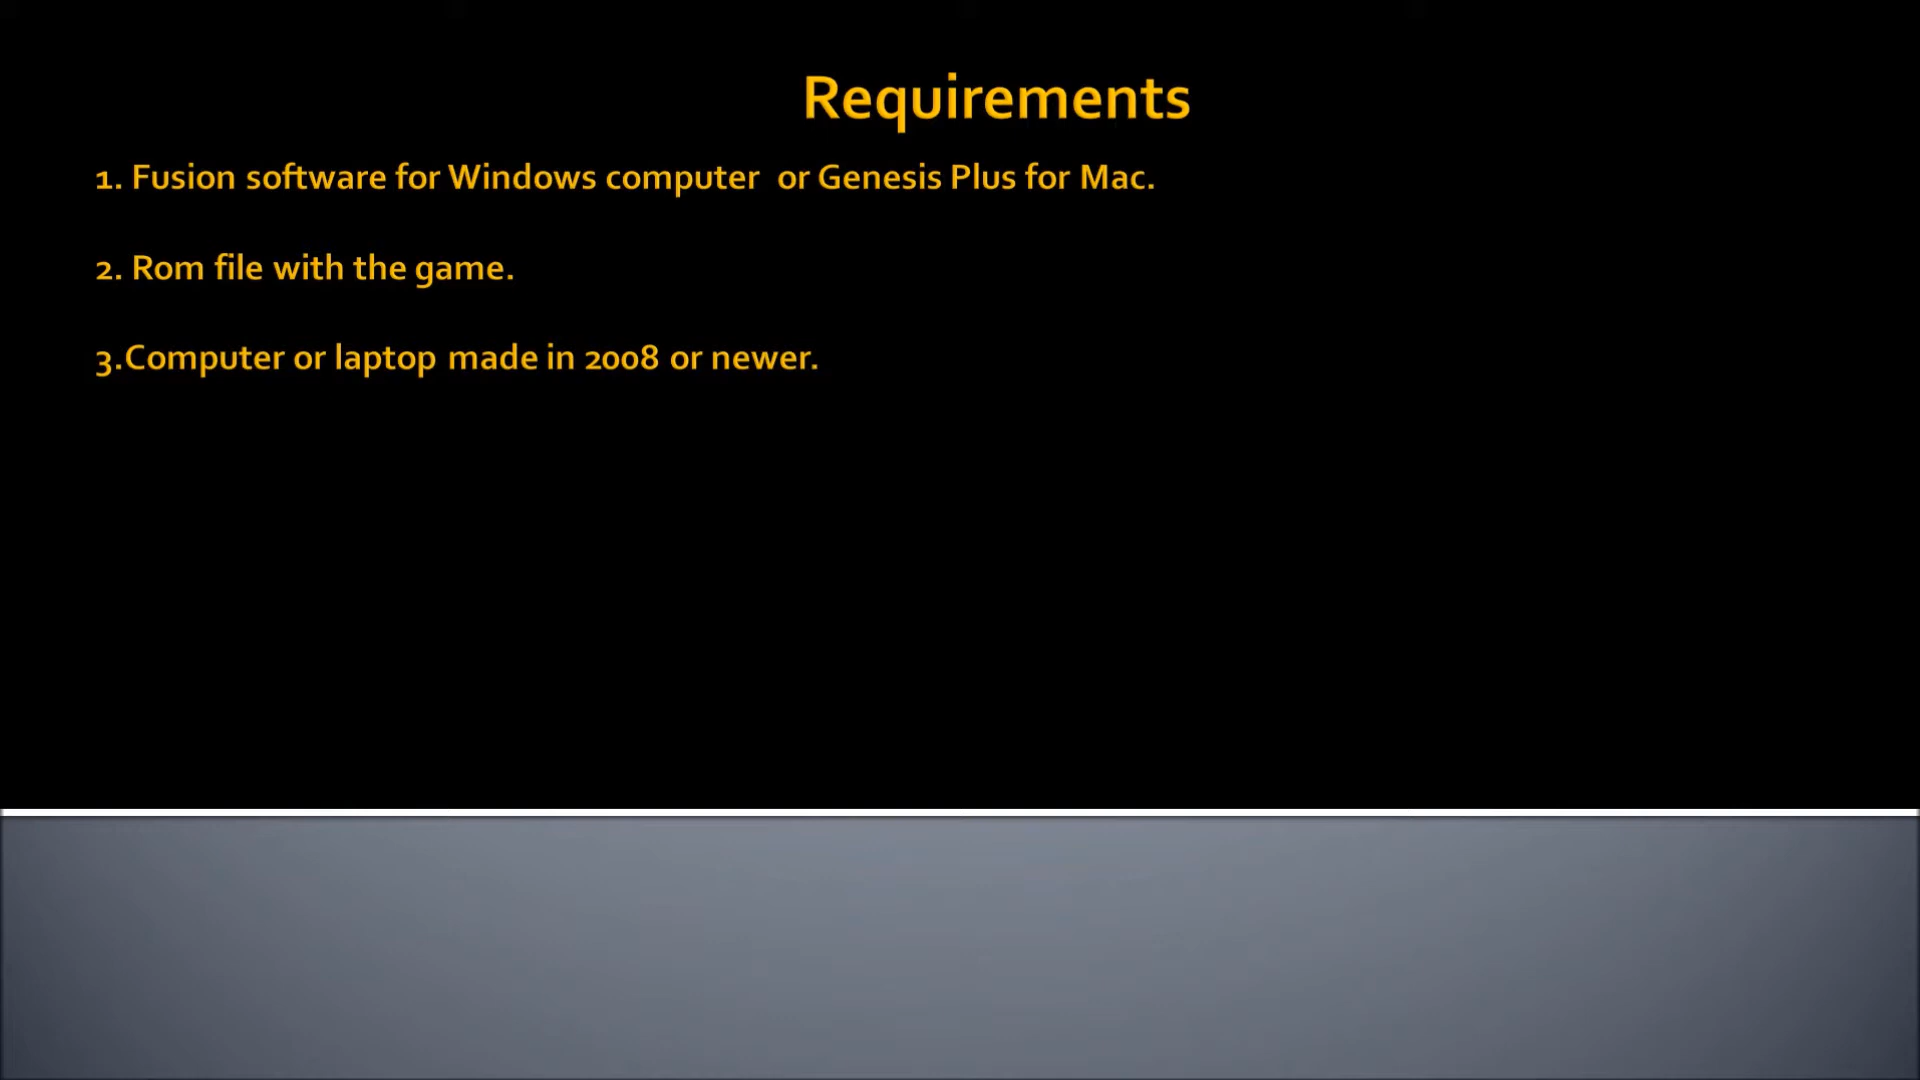 Requirements
1. Fusion software for Windows computer  or Genesis Plus for Mac.
2. Rom file with the game.
3.Computer or laptop made in 2008 or newer.